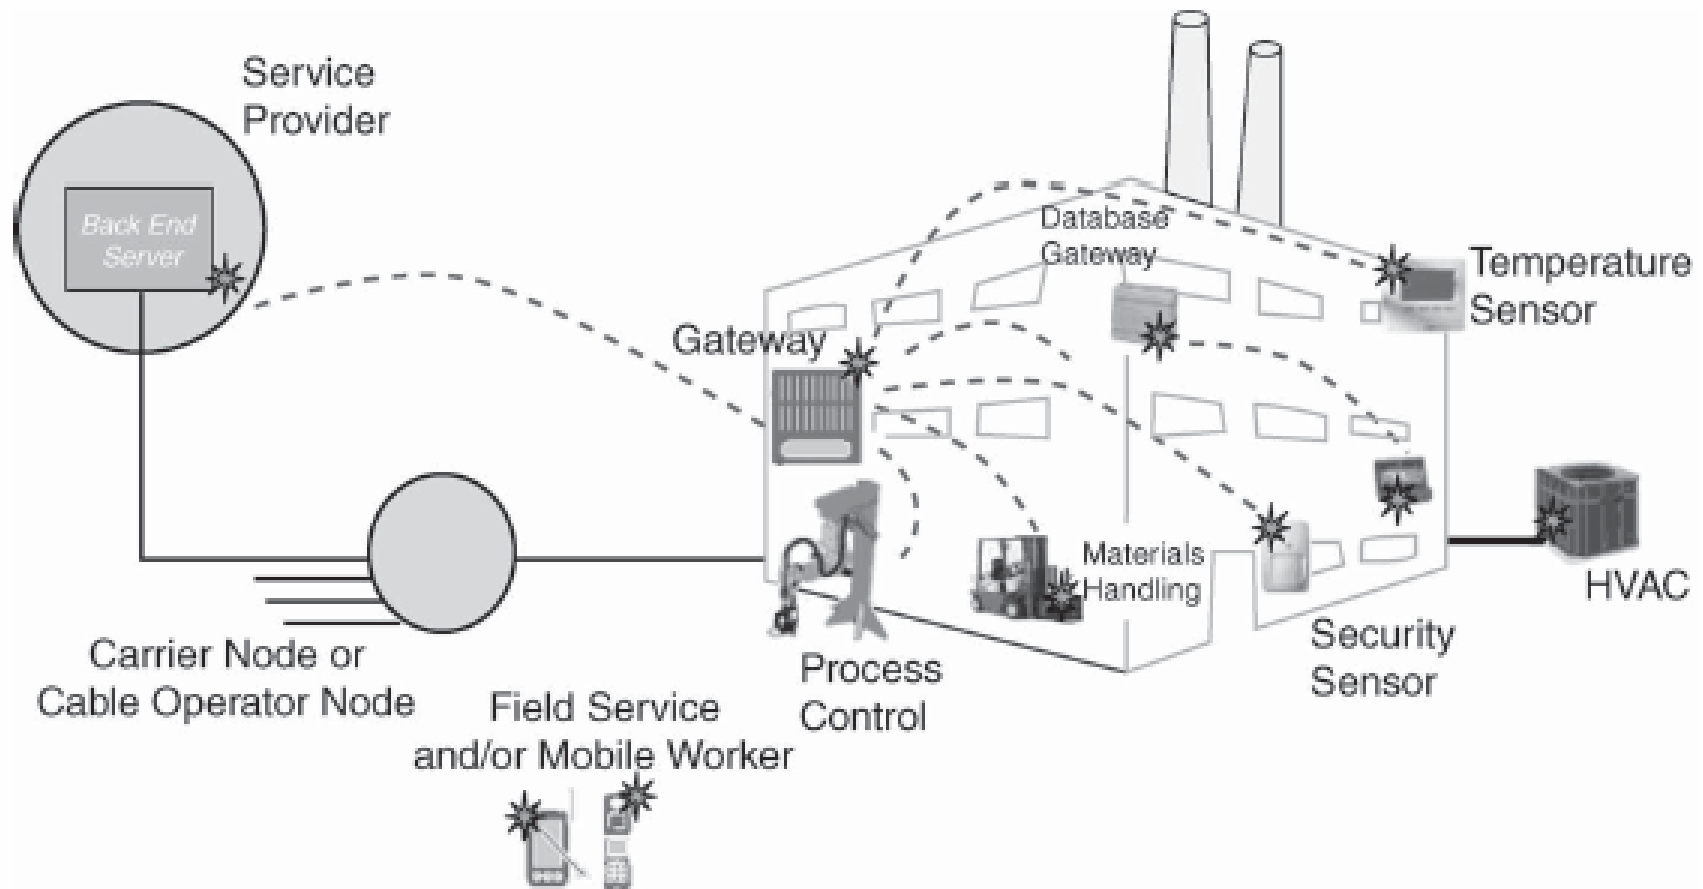 Service
Provider
Back End
Server
Database
Gateway
Temperature
Sensor
Gateway
Materials
Handling
HVAC
Security
Sensor
Carrier Node or
Cable Operator Node
Process
Control
Field Service
and/or Mobile Worker